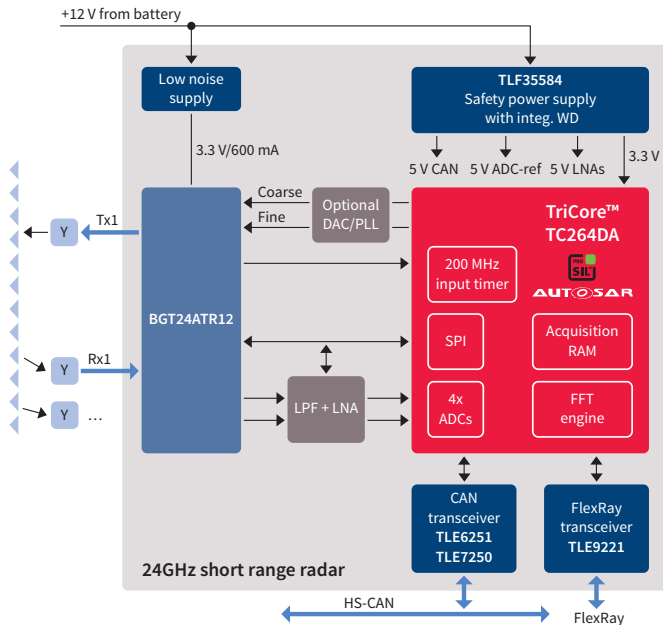 +12 V from battery
Low noise
supply
TLF35584
Safety power supply
with integ. WD
3.3 V/600 mA
5 V CAN
5 V ADC-ref
5 V LNAs
3.3 V
Coarse
Fine
Optional
DAC/PLL
TriCore™
TC264DA
PRO
SIL
AUTOSAR
Tx1
Y
BGT24ATR12
200 MHz
input timer
SPI
Acquisition
RAM
Rx1
Y
Y
...
LPF + LNA
4x
ADCs
FFT
engine
CAN
transceiver
TLE6251
TLE7250
FlexRay
transceiver
TLE9221
24GHz short range radar
HS-CAN
FlexRay